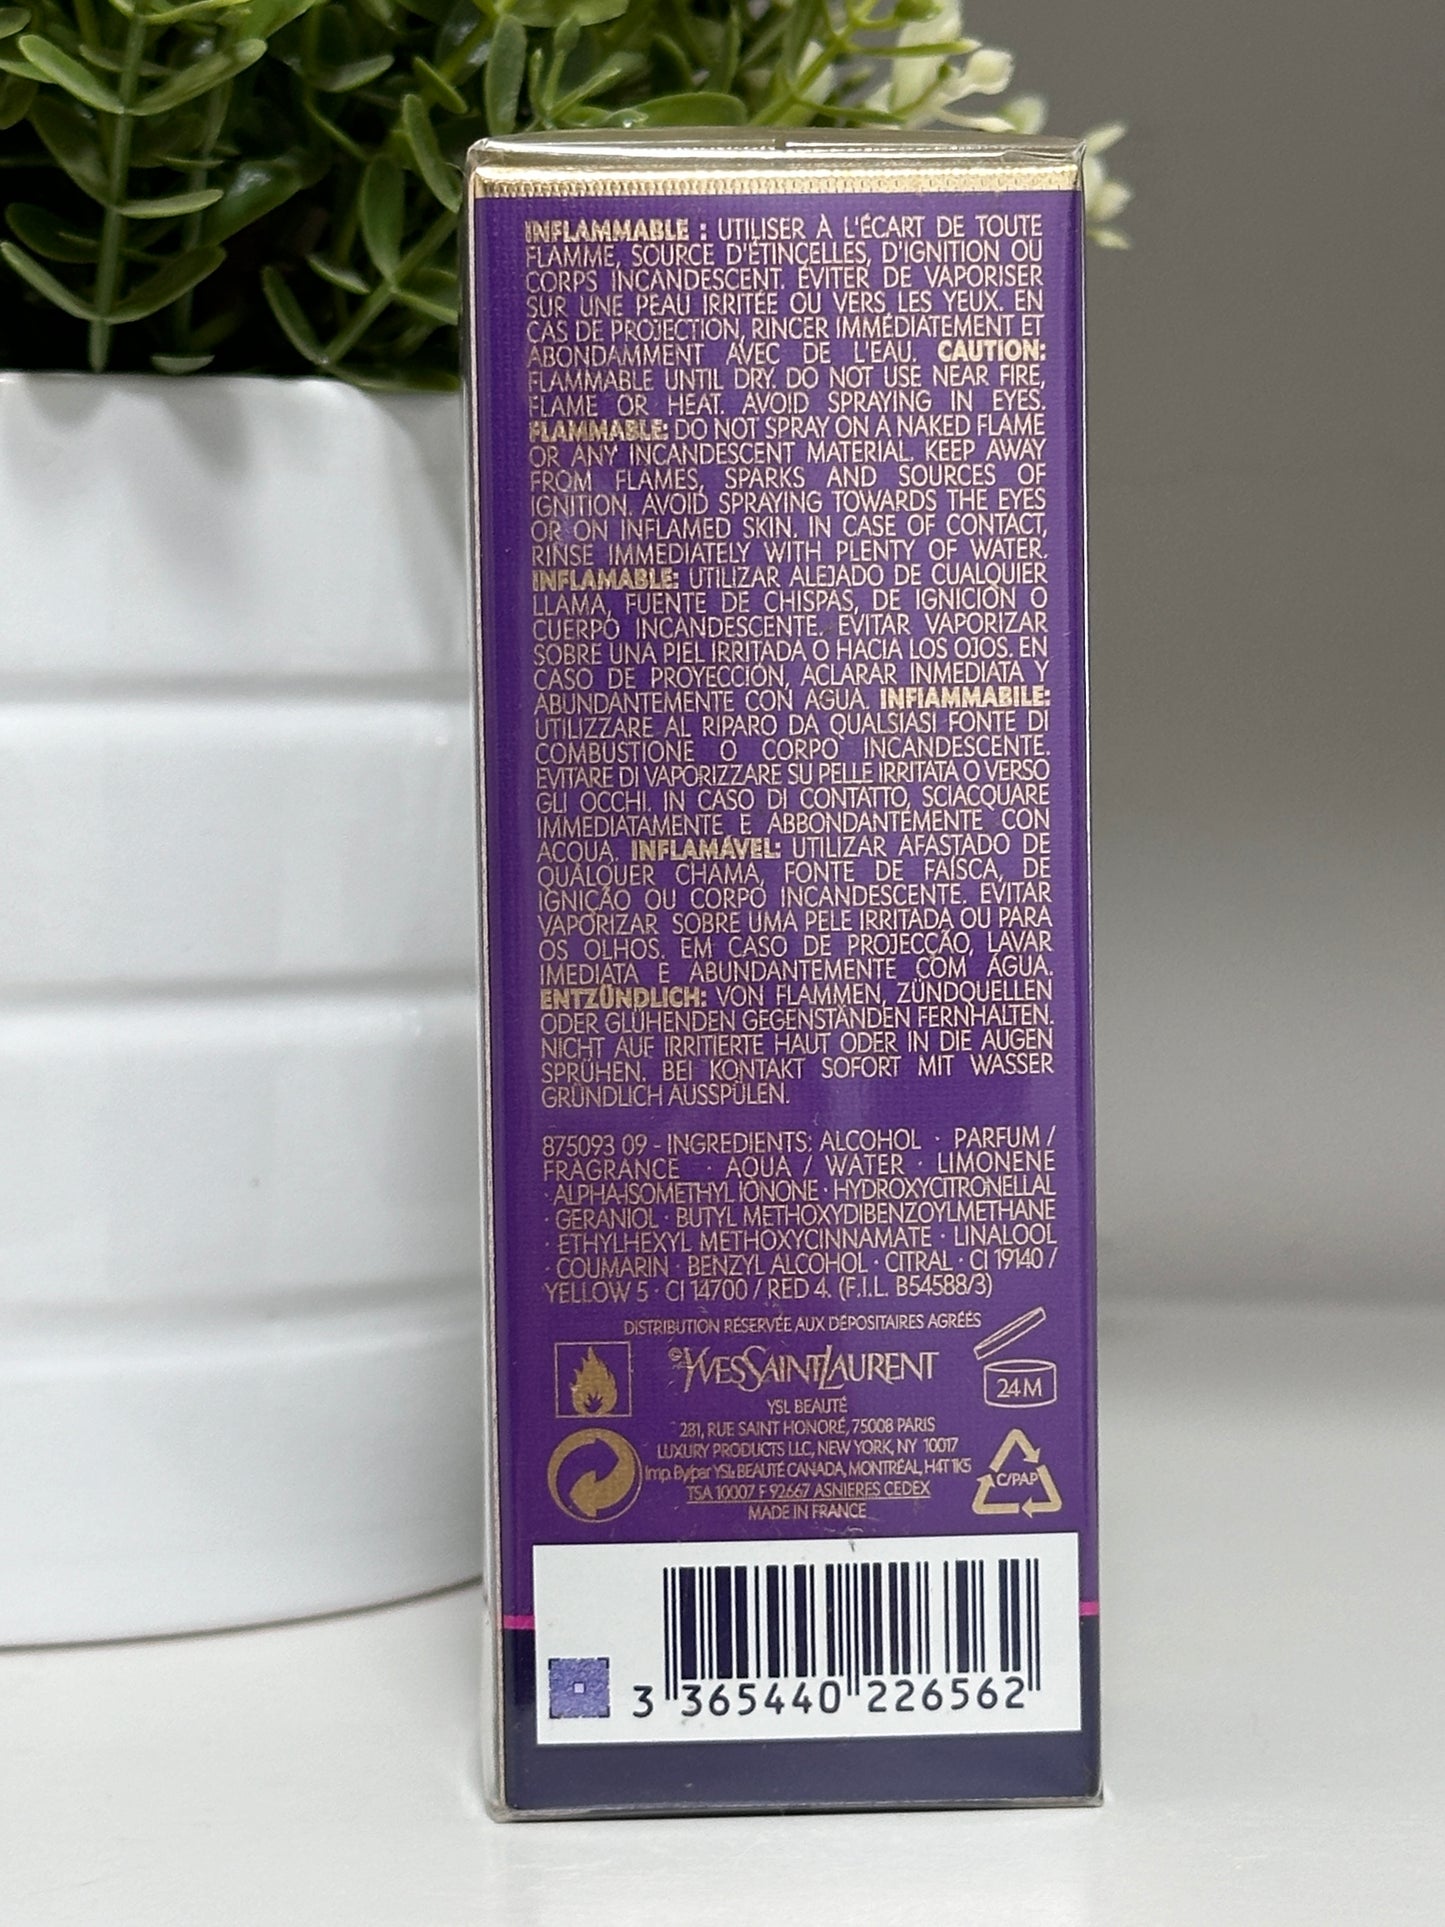 INFLAMMABLE : UTILISER À L'ÉCART DE TOUTE
FLAMME, SOURCE D'ÉTINCELLES, D'IGNITION OU
CORPS INCANDESCENT. ÉVITER DE VAPORISER
SUR UNE PEAU IRRITÉE OU VERS LES YEUX. EN
CAS DE PROJECTION, RINCER IMMÉDIATEMENT ET
ABONDAMMENT AVEC DE L'EAU. CAUTION:
FLAMMABLE UNTIL DRY. DO NOT USE NEAR FIRE,
FLAME OR HEAT. AVOID SPRAYING IN EYES.
FLAMMABLE: DO NOT SPRAY ON A NAKED FLAME
OR ANY INCANDESCENT MATERIAL. KEEP AWAY
FROM FLAMES, SPARKS AND SOURCES OF
IGNITION. AVOID SPRAYING TOWARDS THE EYES
OR ON INFLAMED SKIN. IN CASE OF CONTACT,
RINSE IMMEDIATELY WITH PLENTY OF WATER.
INFLAMABLE: UTILIZAR ALEJADO DE CUALQUIER
LLAMA, FUENTE DE CHISPAS, DE IGNICIÓN O
CUERPO INCANDESCENTE. EVITAR VAPORIZAR
SOBRE UNA PIEL IRRITADA O HACIA LOS OJOS. EN
CASO DE PROYECCIÓN, ACLARAR INMEDIATA Y
ABUNDANTEMENTE CON AGUA. INFIAMMABILE:
UTILIZZARE AL RIPARO DA QUALSIASI FONTE DI
COMBUSTIONE O CORPO INCANDESCENTE.
EVITARE DI VAPORIZZARE SU PELLE IRRITATA O VERSO
GLI OCCHI. IN CASO DI CONTATTO, SCIACQUARE
IMMEDIATAMENTE E ABBONDANTEMENTE CON
ACQUA. INFLAMÁVEL: UTILIZAR AFASTADO DE
QUALQUER CHAMA, FONTE DE FAÍSCA, DE
IGNIÇÃO OU CORPO INCANDESCENTE. EVITAR
VAPORIZAR SOBRE UMA PELE IRRITADA OU PARA
OS OLHOS. EM CASO DE PROJECÇÃO, LAVAR
IMEDIATA E ABUNDANTEMENTE COM ÁGUA.
ENTZÜNDLICH: VON FLAMMEN, ZÜNDQUELLEN
ODER GLÜHENDEN GEGENSTÄNDEN FERNHALTEN.
NICHT AUF IRRITIERTE HAUT ODER IN DIE AUGEN
SPRÜHEN. BEI KONTAKT SOFORT MIT WASSER
GRÜNDLICH AUSSPÜLEN.
875093 09 - INGREDIENTS: ALCOHOL · PARFUM /
FRAGRANCE · AQUA / WATER · LIMONENE
· ALPHA-ISOMETHYL IONONE · HYDROXYCITRONELLAL
· GERANIOL · BUTYL METHOXYDIBENZOYLMETHANE
· ETHYLHEXYL METHOXYCINNAMATE · LINALOOL
· COUMARIN · BENZYL ALCOHOL · CITRAL · CI 19140 /
YELLOW 5 · CI 14700 / RED 4. (F.I.L. B54588/3)
DISTRIBUTION RÉSERVÉE AUX DÉPOSITAIRES AGRÉÉS
©YVESSAINTLAURENT
24M
YSL BEAUTÉ
281, RUE SAINT HONORÉ, 75008 PARIS
LUXURY PRODUCTS LLC, NEW YORK, NY 10017
Imp. By/par YSL BEAUTÉ CANADA, MONTRÉAL, H4T 1K5
C/PAP
TSA 10007 F 92667 ASNIERES CEDEX
MADE IN FRANCE
3 365440 226562